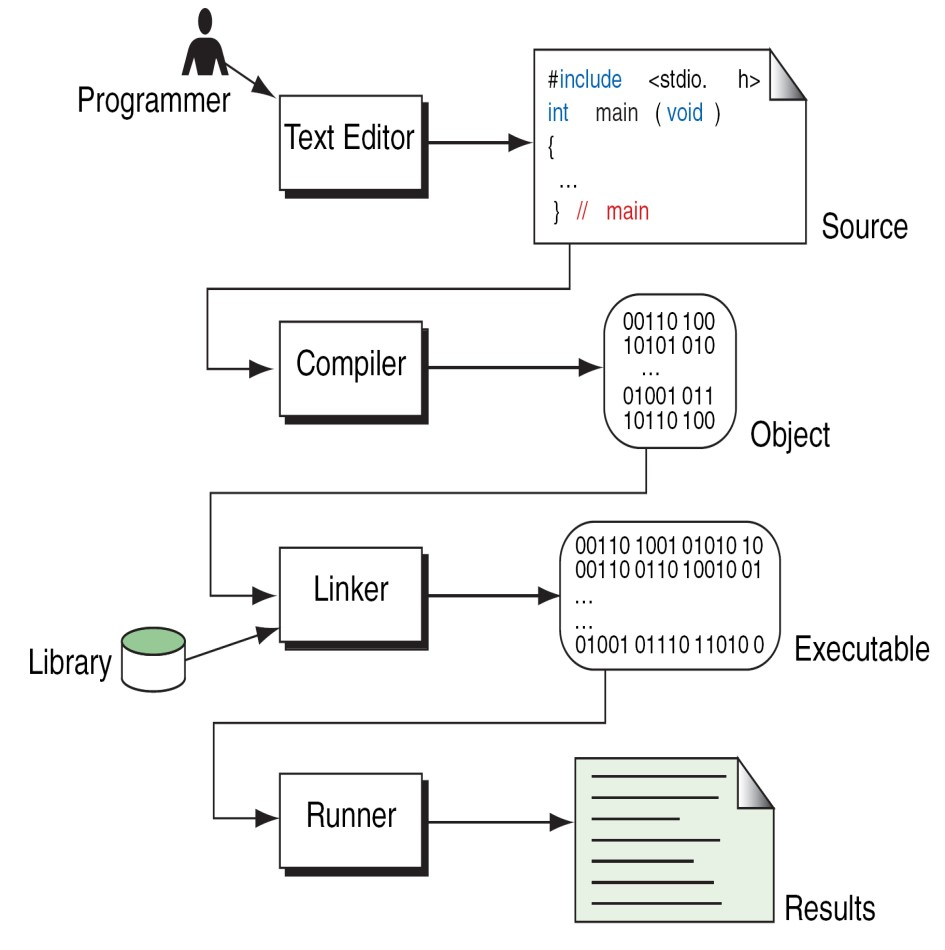 Programmer
Text Editor
#include <stdio. h>
int main ( void )
{
...
} // main
Source
Compiler
00110 100
10101 010
...
01001 011
10110 100
Object
Linker
Library
00110 1001 01010 10
00110 0110 10010 01
...
...
01001 01110 11010 0
Executable
Runner
Results